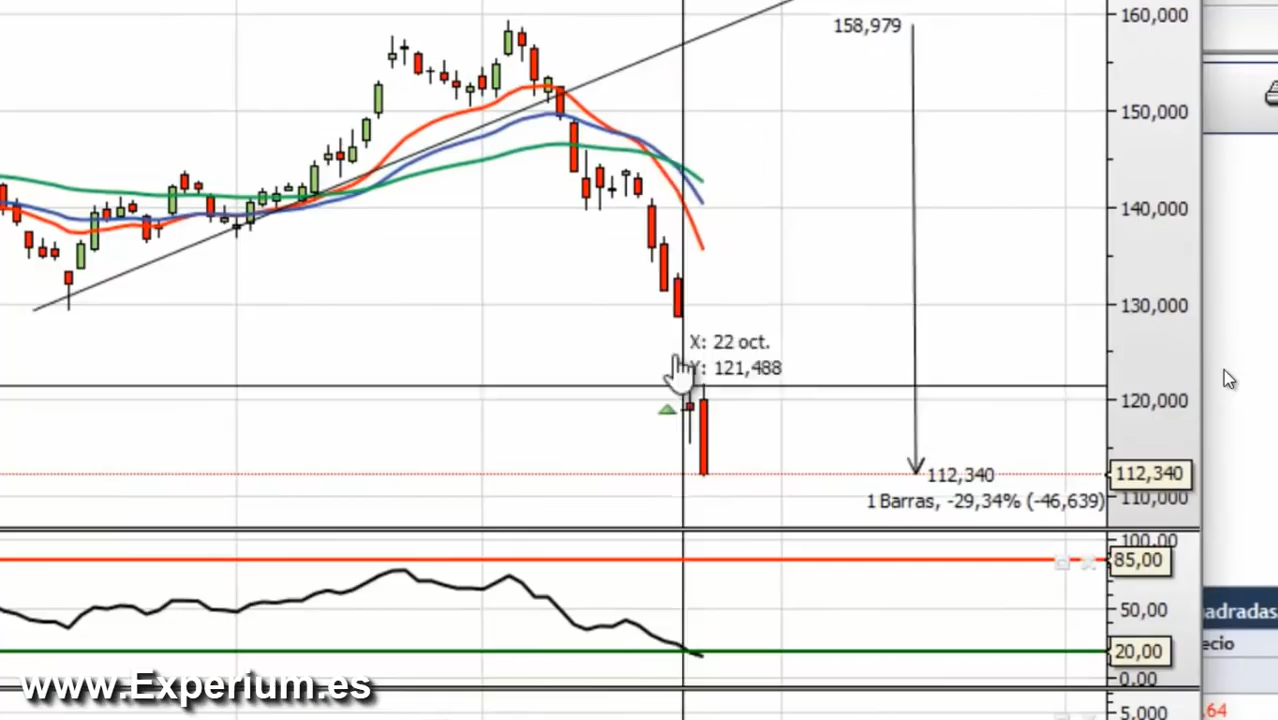 160,000
158,979
150,000
140,000
130,000
X: 22 oct.
Y: 121,488
120,000
112,340
112,340
1 Barras, -29,34% (-46,639)
110,000
100,00
85,00
50,00
20,00
0,00
5,000
www.Experium.es
adradas
ecio
,64